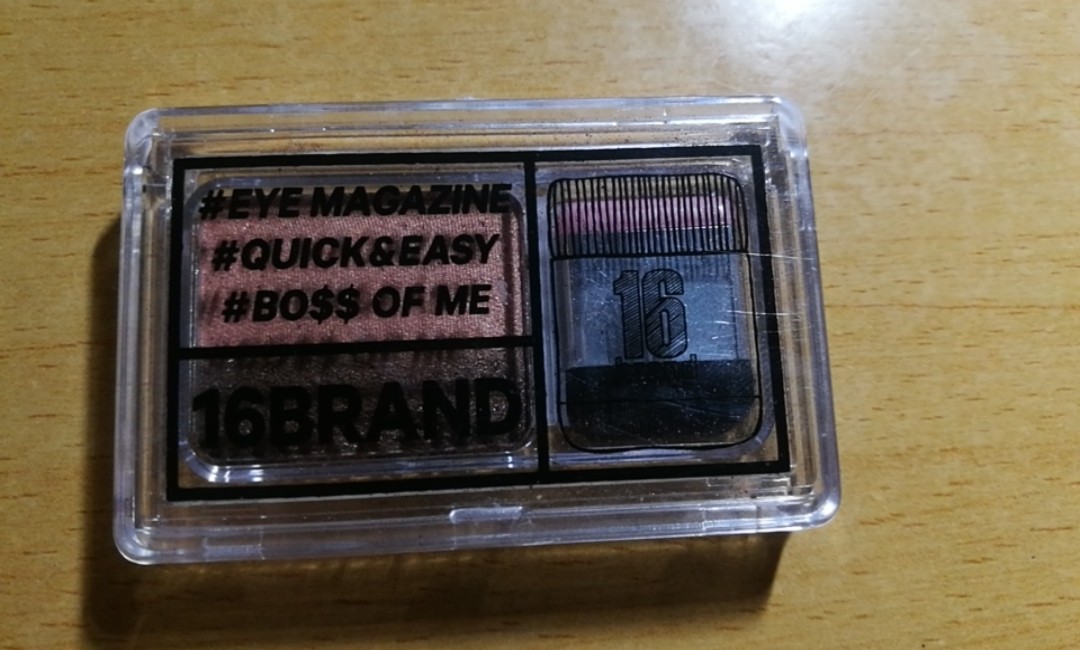 #EYE MAGAZINE
#QUICK&EASY
#BO$$ OF ME
16BRAND
16